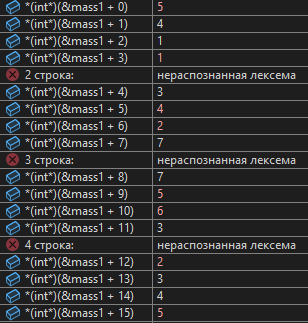 *(int*)(&mass1 + 0) 5
*(int*)(&mass1 + 1) 4
*(int*)(&mass1 + 2) 1
*(int*)(&mass1 + 3) 1
2 строка: нераспознанная лексема
*(int*)(&mass1 + 4) 3
*(int*)(&mass1 + 5) 4
*(int*)(&mass1 + 6) 2
*(int*)(&mass1 + 7) 7
3 строка: нераспознанная лексема
*(int*)(&mass1 + 8) 7
*(int*)(&mass1 + 9) 5
*(int*)(&mass1 + 10) 6
*(int*)(&mass1 + 11) 3
4 строка: нераспознанная лексема
*(int*)(&mass1 + 12) 2
*(int*)(&mass1 + 13) 3
*(int*)(&mass1 + 14) 4
*(int*)(&mass1 + 15) 5